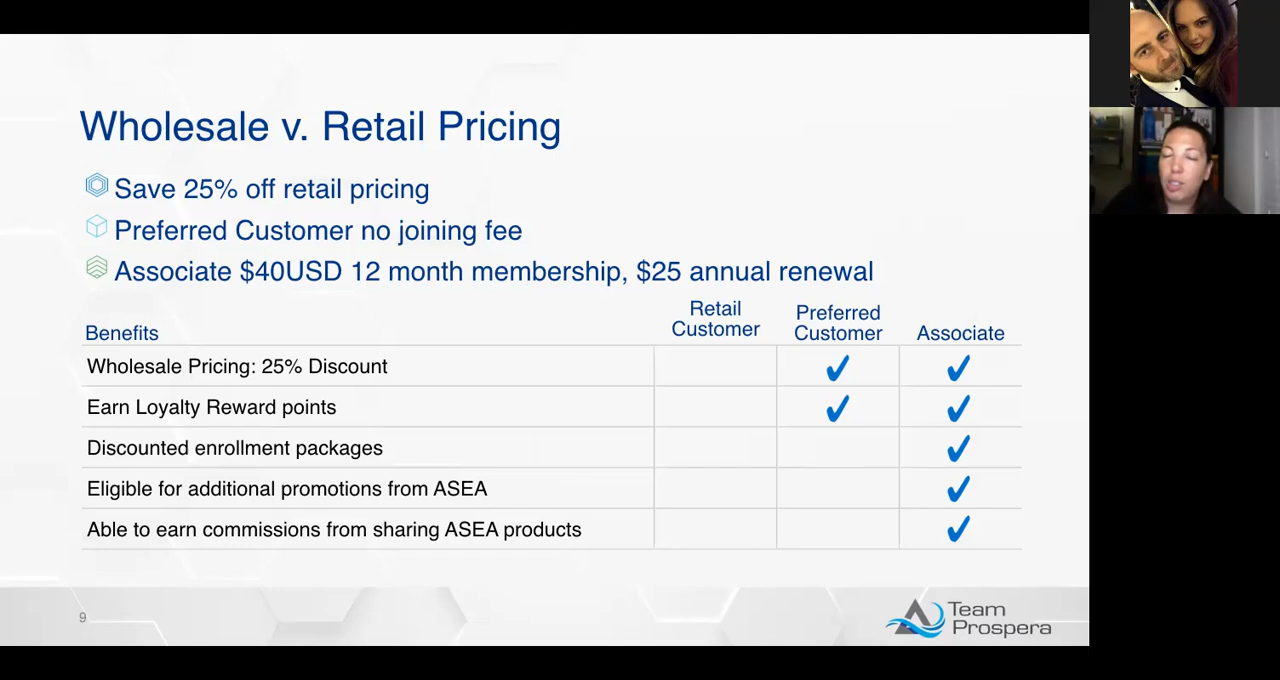 Wholesale v. Retail Pricing
Save 25% off retail pricing
Preferred Customer no joining fee
Associate $40USD 12 month membership, $25 annual renewal
Benefits
Retail
Customer
Preferred
Customer
Associate
Wholesale Pricing: 25% Discount
Earn Loyalty Reward points
Discounted enrollment packages
Eligible for additional promotions from ASEA
Able to earn commissions from sharing ASEA products
9
Team
Prospera